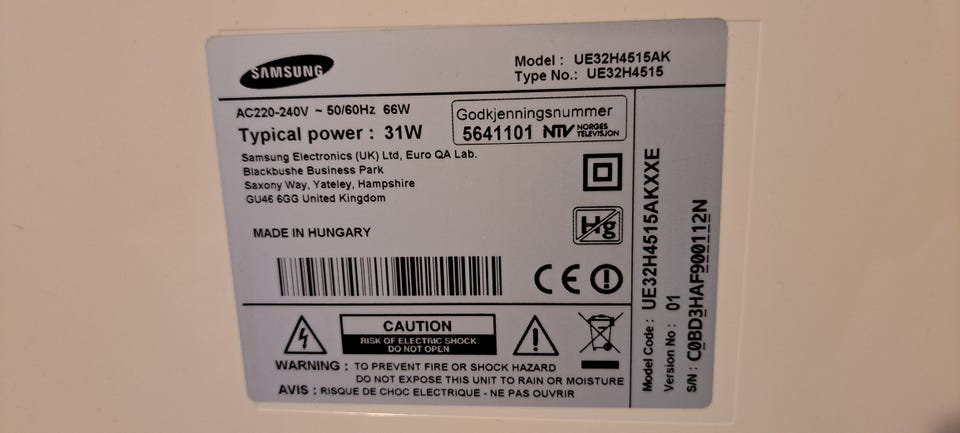 SAMSUNG
Model : UE32H4515AK
Type No.: UE32H4515
AC220-240V ~ 50/60Hz 66W
Typical power : 31W
Godkjenningsnummer
5641101 NTV NORGES TELEVISJON
Samsung Electronics (UK) Ltd, Euro QA Lab.
Blackbushe Business Park
Saxony Way, Yateley, Hampshire
GU46 6GG United Kingdom
MADE IN HUNGARY
Hg
CE
CAUTION
RISK OF ELECTRIC SHOCK
DO NOT OPEN
WARNING : TO PREVENT FIRE OR SHOCK HAZARD
DO NOT EXPOSE THIS UNIT TO RAIN OR MOISTURE
AVIS : RISQUE DE CHOC ELECTRIQUE - NE PAS OUVRIR
Model Code : UE32H4515AKXXE
Version No : 01
S/N : C0BD3HAF900112N